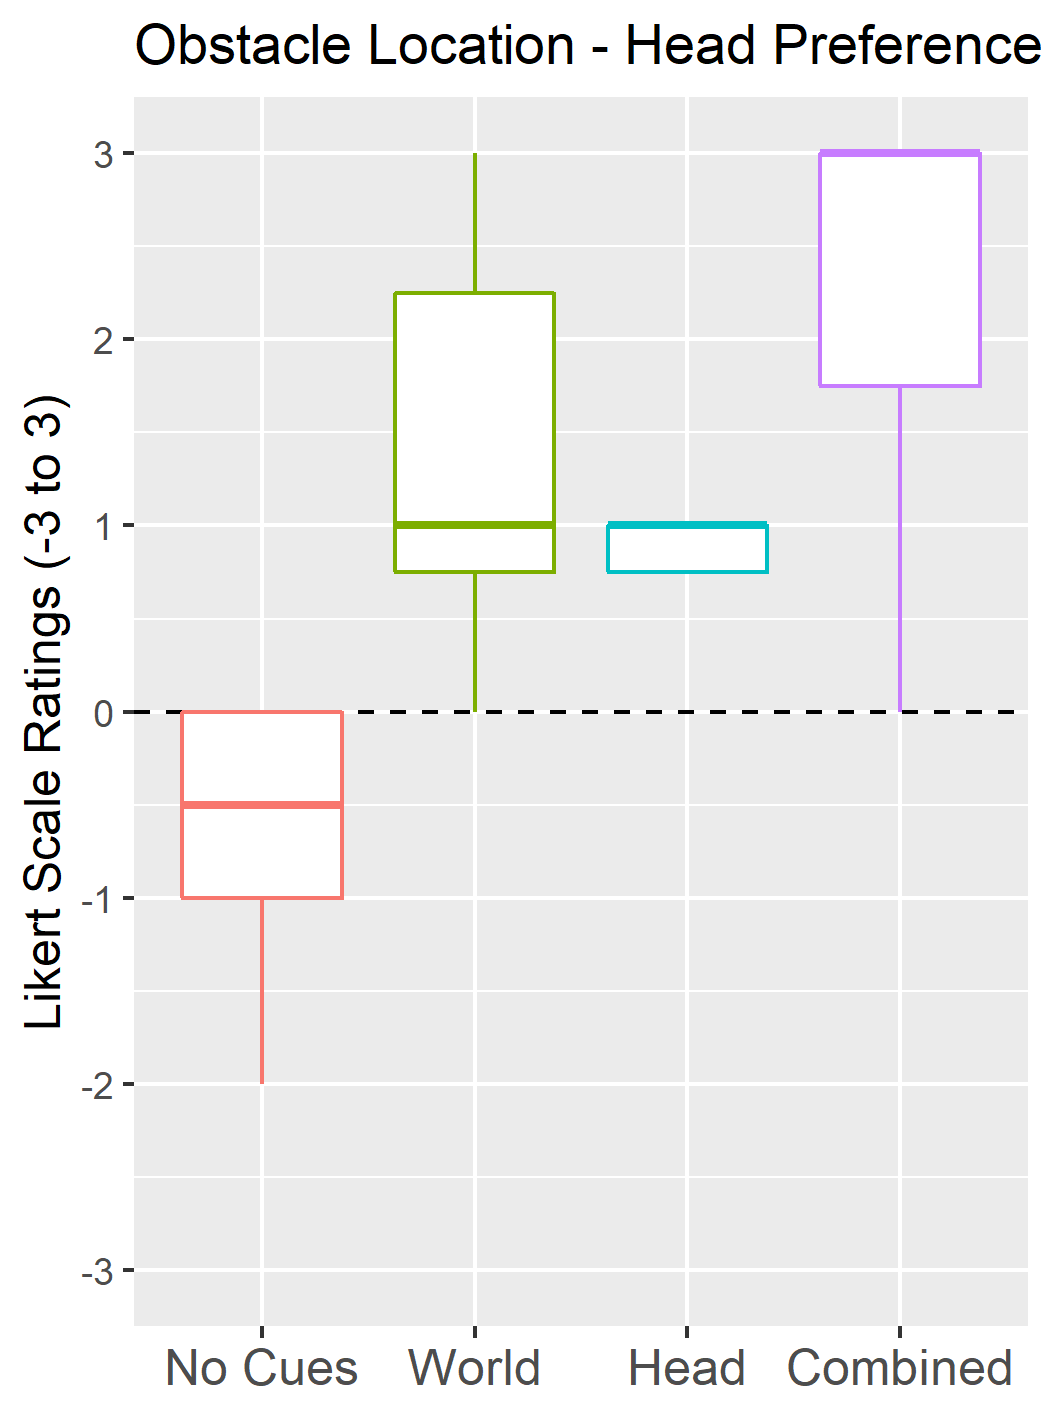 Obstacle Location - Head Preference
Likert Scale Ratings (-3 to 3)
3
2
1
0
-1
-2
-3
No Cues World Head Combined